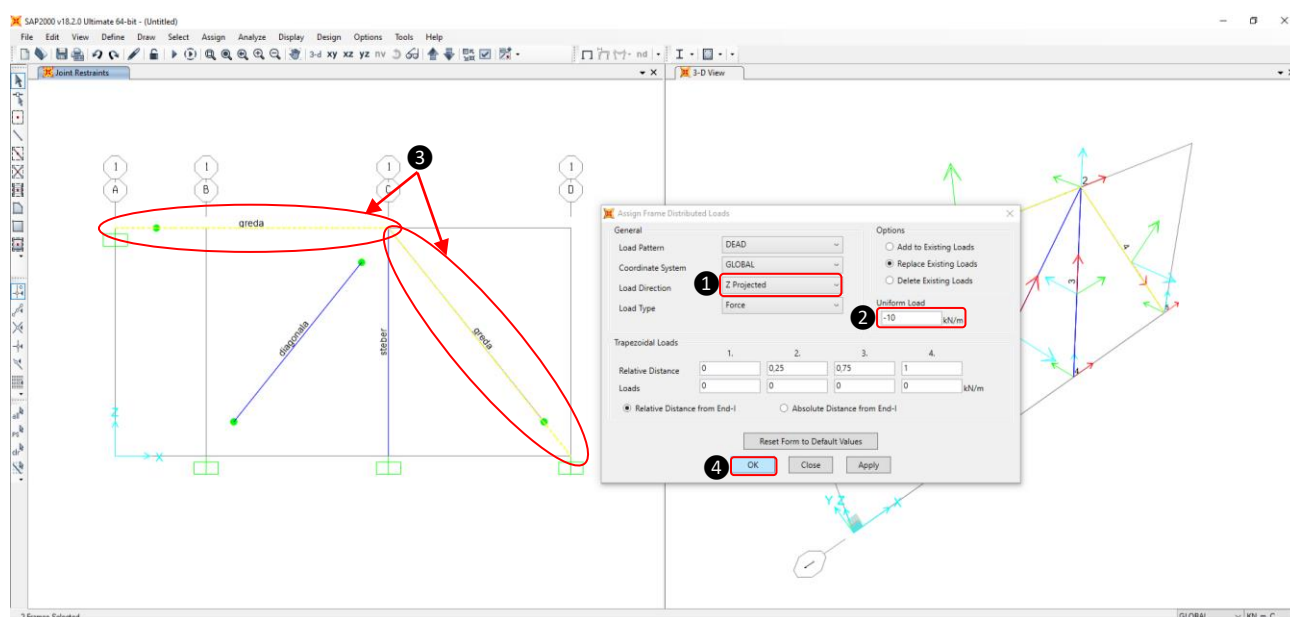 SAP2000 v18.2.0 Ultimate 64-bit - (Untitled)
File Edit View Define Draw Select Assign Analyze Display Design Options Tools Help
3-d xy xz yz nv nd
Joint Restraints
3-D View
1 1 1 1
A B C D
3
greda
diagonala
steber
greda
Z
X
Assign Frame Distributed Loads
General
Load Pattern DEAD
Coordinate System GLOBAL
1 Load Direction Z Projected
Load Type Force
Options
Add to Existing Loads
Replace Existing Loads
Delete Existing Loads
Uniform Load
2 -10 kN/m
Trapezoidal Loads
1. 2. 3. 4.
Relative Distance 0 0,25 0,75 1
Loads 0 0 0 0 kN/m
Relative Distance from End-I Absolute Distance from End-I
Reset Form to Default Values
4 OK Close Apply
2
4
3
4
Y Z X
2 Frames Selected
GLOBAL KN, m, C